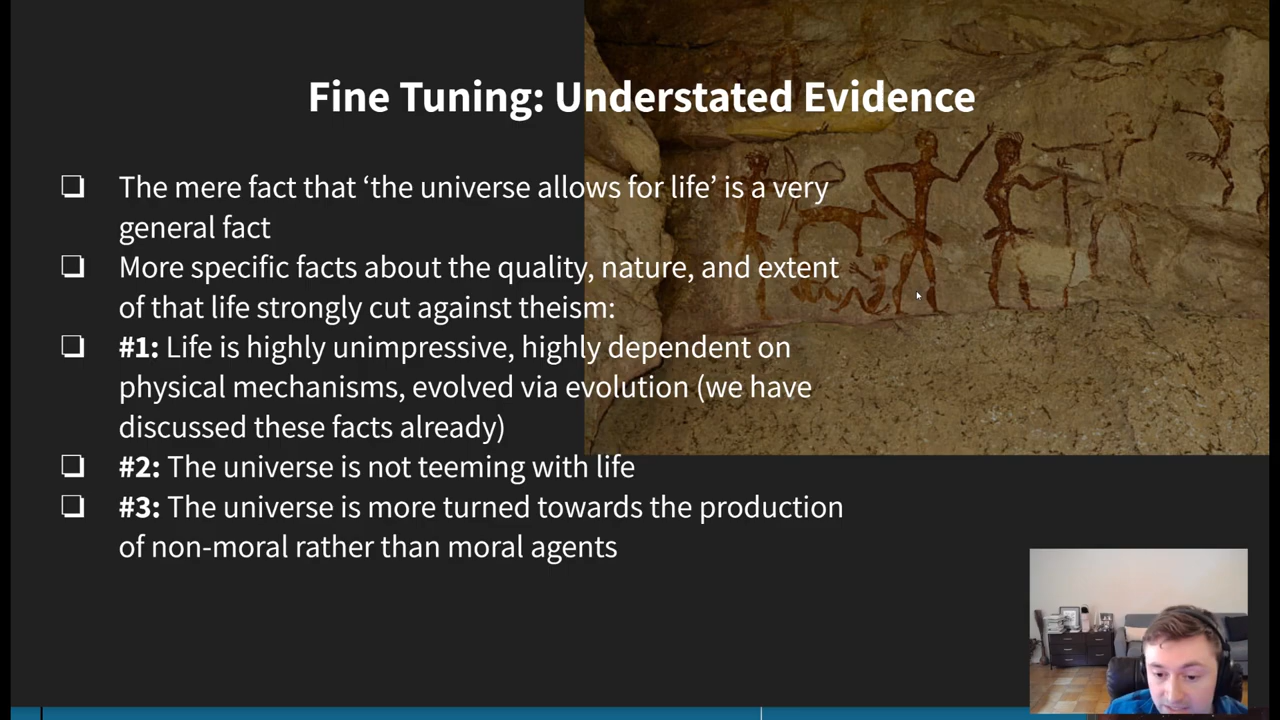 Fine Tuning: Understated Evidence
❏ The mere fact that ‘the universe allows for life’ is a very
general fact
❏ More specific facts about the quality, nature, and extent
of that life strongly cut against theism:
❏ #1: Life is highly unimpressive, highly dependent on
physical mechanisms, evolved via evolution (we have
discussed these facts already)
❏ #2: The universe is not teeming with life
❏ #3: The universe is more turned towards the production
of non-moral rather than moral agents